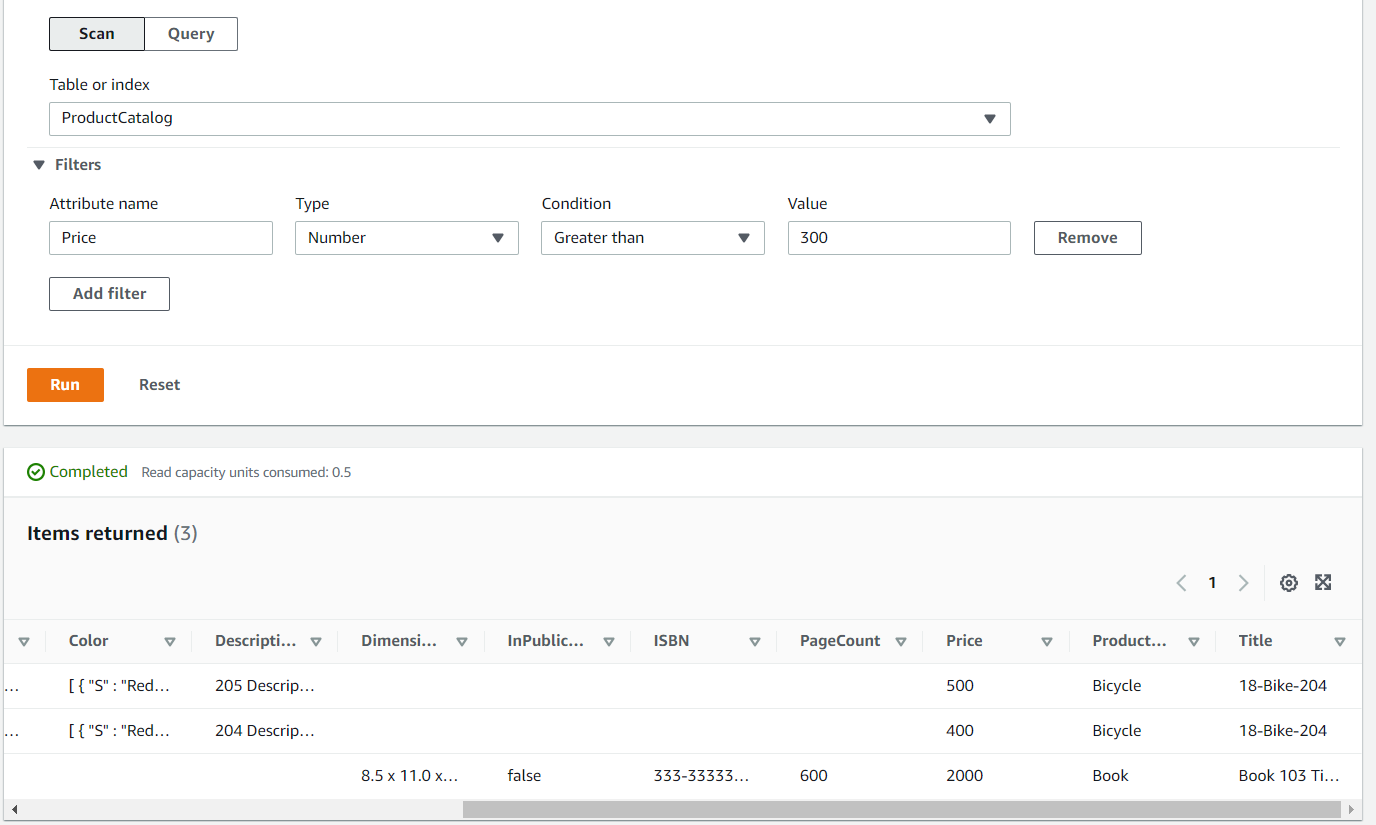 Scan Query
Table or index
ProductCatalog
Filters
Attribute name Type Condition Value
Price Number Greater than 300 Remove
Add filter
Run Reset
Completed Read capacity units consumed: 0.5
Items returned (3)
1
Color Descripti... Dimensi... InPublic... ISBN PageCount Price Product... Title
... [ { "S" : "Red... 205 Descrip... 500 Bicycle 18-Bike-204
... [ { "S" : "Red... 204 Descrip... 400 Bicycle 18-Bike-204
8.5 x 11.0 x... false 333-33333... 600 2000 Book Book 103 Ti...